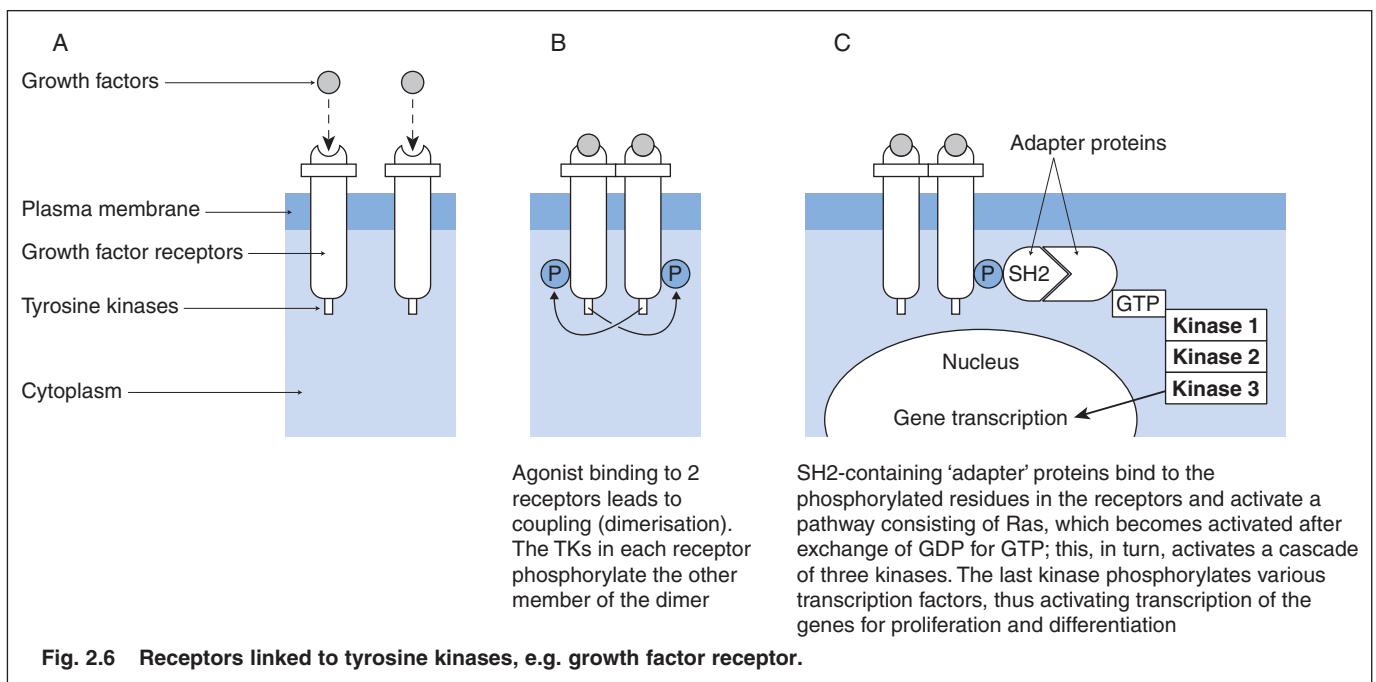 A
B
C
Growth factors
Plasma membrane
Growth factor receptors
Tyrosine kinases
Cytoplasm
P
P
Adapter proteins
P
SH2
GTP
Kinase 1
Kinase 2
Kinase 3
Nucleus
Gene transcription
Agonist binding to 2
receptors leads to
coupling (dimerisation).
The TKs in each receptor
phosphorylate the other
member of the dimer
SH2-containing ‘adapter’ proteins bind to the
phosphorylated residues in the receptors and activate a
pathway consisting of Ras, which becomes activated after
exchange of GDP for GTP; this, in turn, activates a cascade
of three kinases. The last kinase phosphorylates various
transcription factors, thus activating transcription of the
genes for proliferation and differentiation
Fig. 2.6 Receptors linked to tyrosine kinases, e.g. growth factor receptor.